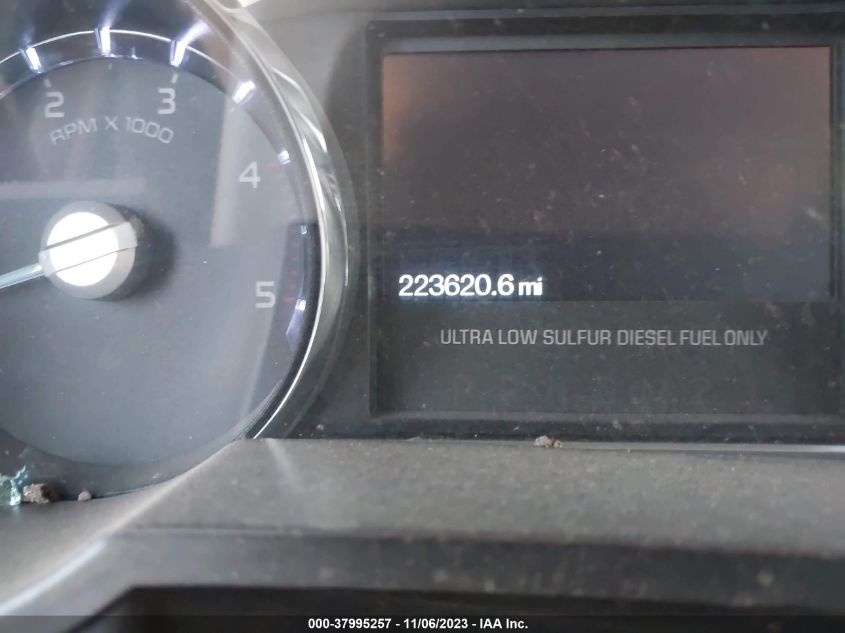 2 3
RPM X 1000
4
5
223620.6 mi
ULTRA LOW SULFUR DIESEL FUEL ONLY
000-37995257 - 11/06/2023 - IAA Inc.